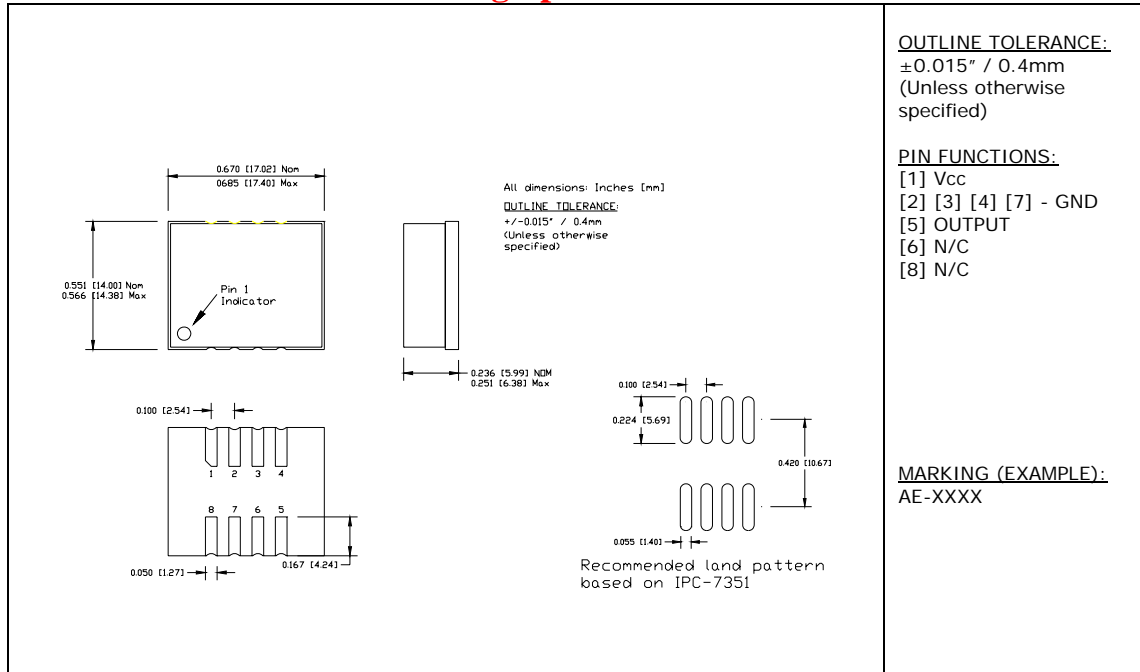 0.670 [17.02] Nom
0685 [17.40] Max
0.551 [14.00] Nom
0.566 [14.38] Max
Pin 1
Indicator
All dimensions: Inches [mm]
OUTLINE TOLERANCE:
+/-0.015" / 0.4mm
(Unless otherwise
specified)
0.236 [5.99] NOM
0.251 [6.38] Max
0.100 [2.54]
1 2 3 4
8 7 6 5
0.050 [1.27]
0.167 [4.24]
0.100 [2.54]
0.224 [5.69]
0.420 [10.67]
0.055 [1.40]
Recommended land pattern
based on IPC-7351
OUTLINE TOLERANCE:
±0.015" / 0.4mm
(Unless otherwise
specified)
PIN FUNCTIONS:
[1] Vcc
[2] [3] [4] [7] - GND
[5] OUTPUT
[6] N/C
[8] N/C
MARKING (EXAMPLE):
AE-XXXX